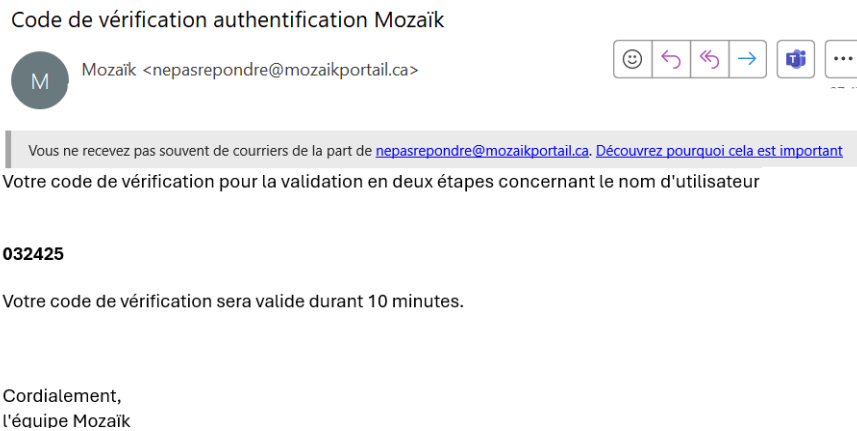 Code de vérification authentification Mozaïk
M
Mozaïk <nepasrepondre@mozaikportail.ca>
Vous ne recevez pas souvent de courriers de la part de nepasrepondre@mozaikportail.ca. Découvrez pourquoi cela est important
Votre code de vérification pour la validation en deux étapes concernant le nom d'utilisateur
032425
Votre code de vérification sera valide durant 10 minutes.
Cordialement,
l'équipe Mozaïk